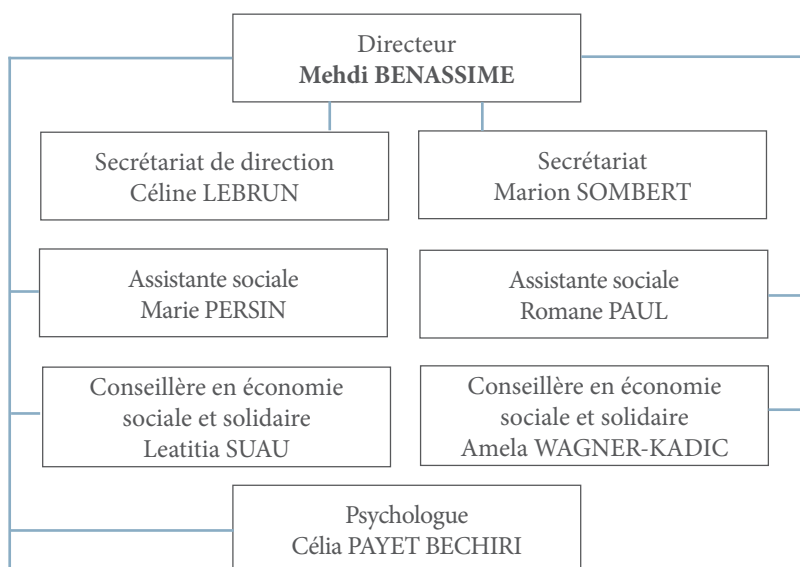 Directeur
Mehdi BENASSIME
Secrétariat de direction
Céline LEBRUN
Secrétariat
Marion SOMBERT
Assistante sociale
Marie PERSIN
Assistante sociale
Romane PAUL
Conseillère en économie
sociale et solidaire
Leatitia SUAU
Conseillère en économie
sociale et solidaire
Amela WAGNER-KADIC
Psychologue
Célia PAYET BECHIRI